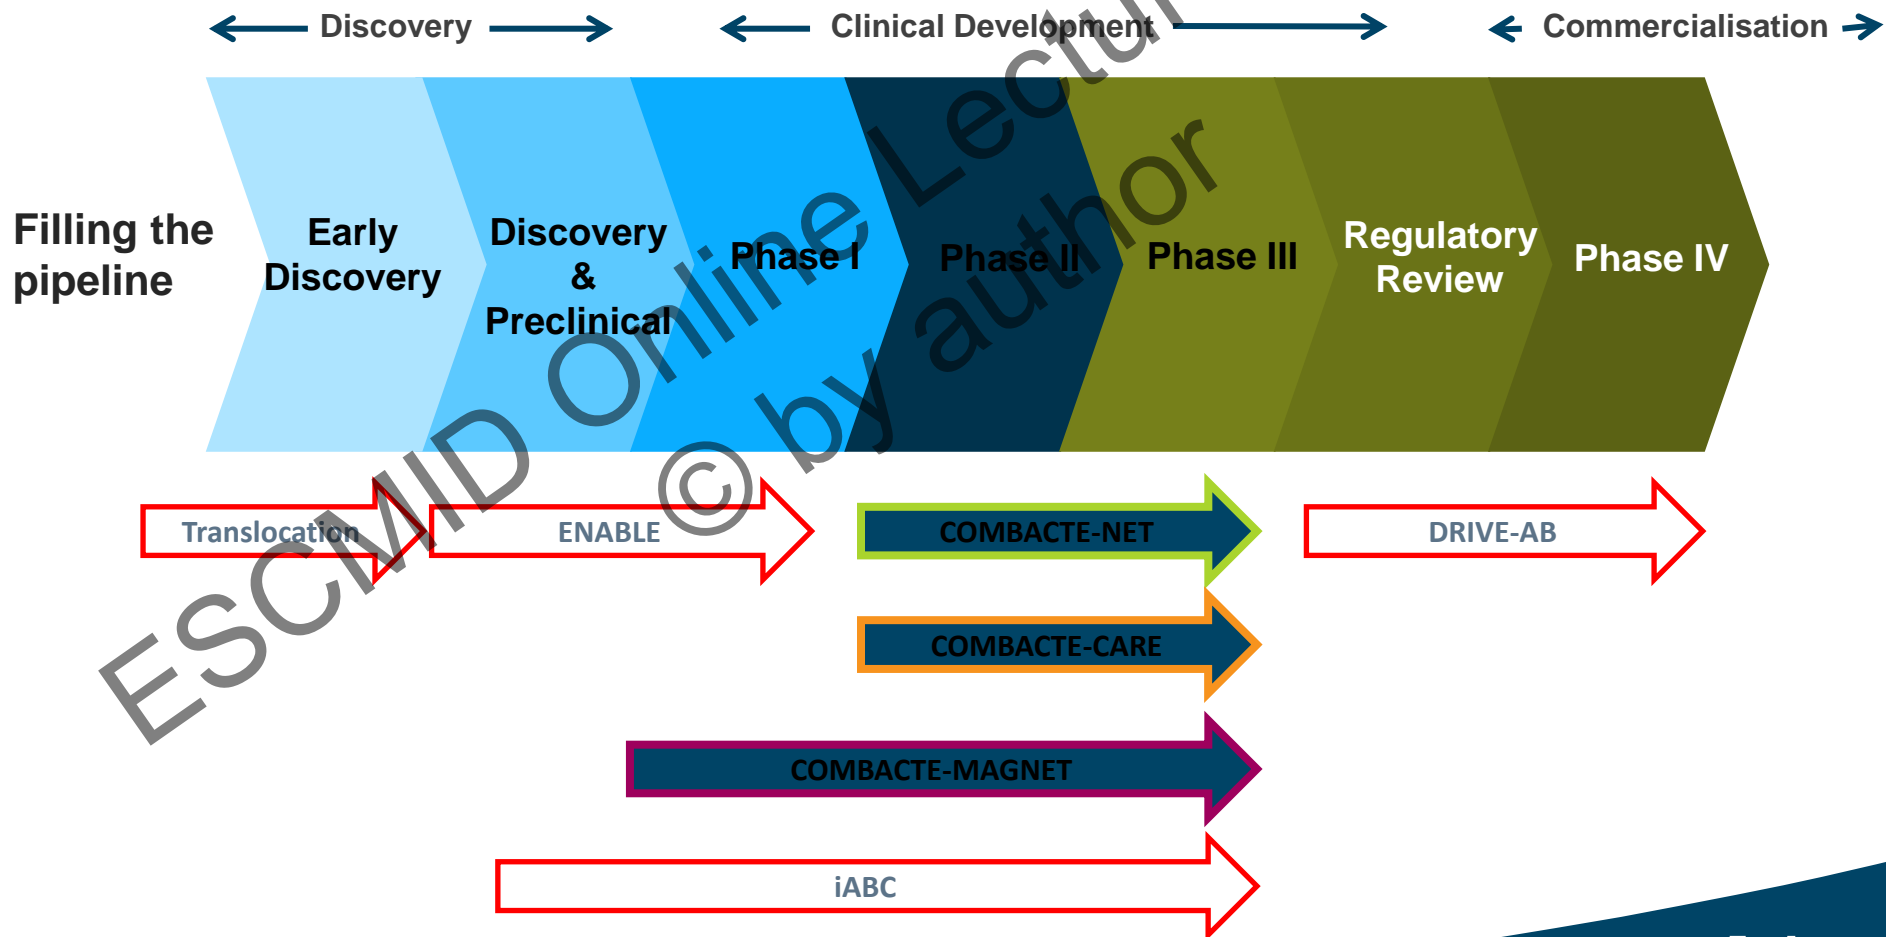 Discovery
Clinical Development
Commercialisation
Filling the
pipeline
Early
Discovery
Discovery
&
Preclinical
Phase I
Phase II
Phase III
Regulatory
Review
Phase IV
Translocation
ENABLE
COMBACTE-NET
DRIVE-AB
COMBACTE-CARE
COMBACTE-MAGNET
iABC
ESCMID Online
© by author